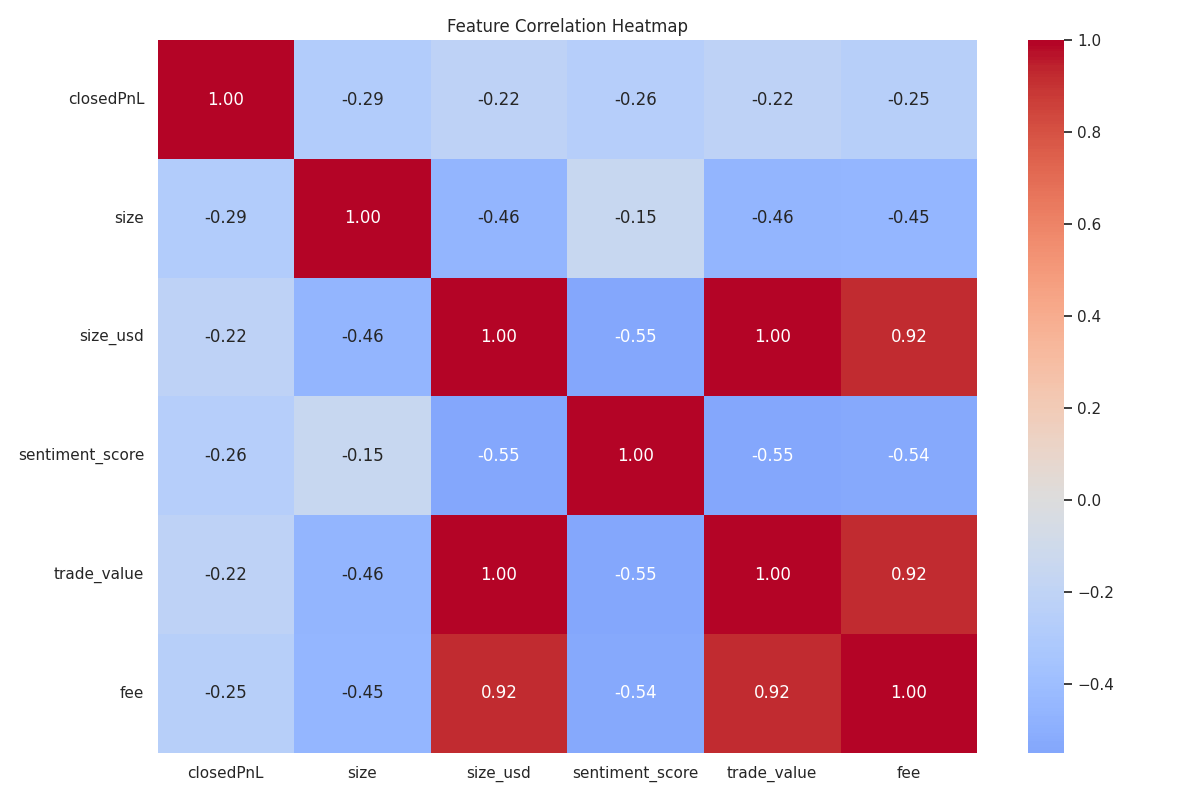 Feature Correlation Heatmap
closedPnL 1.00 -0.29 -0.22 -0.26 -0.22 -0.25
size -0.29 1.00 -0.46 -0.15 -0.46 -0.45
size_usd -0.22 -0.46 1.00 -0.55 1.00 0.92
sentiment_score -0.26 -0.15 -0.55 1.00 -0.55 -0.54
trade_value -0.22 -0.46 1.00 -0.55 1.00 0.92
fee -0.25 -0.45 0.92 -0.54 0.92 1.00
closedPnL size size_usd sentiment_score trade_value fee
1.0
0.8
0.6
0.4
0.2
0.0
−0.2
−0.4